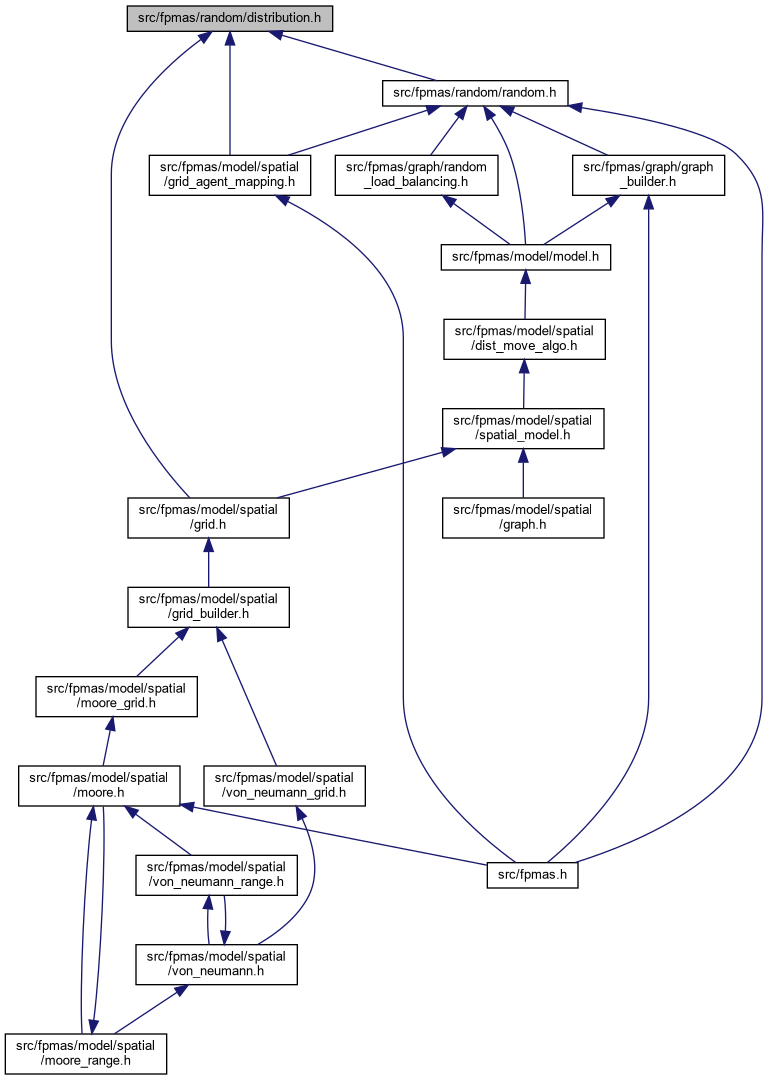 src/fpmas/random/distribution.h
src/fpmas/random/random.h
src/fpmas/model/spatial
/grid_agent_mapping.h
src/fpmas/graph/random
_load_balancing.h
src/fpmas/graph/graph
_builder.h
src/fpmas/model/model.h
src/fpmas/model/spatial
/dist_move_algo.h
src/fpmas/model/spatial
/spatial_model.h
src/fpmas/model/spatial
/grid.h
src/fpmas/model/spatial
/graph.h
src/fpmas/model/spatial
/grid_builder.h
src/fpmas/model/spatial
/moore_grid.h
src/fpmas/model/spatial
/moore.h
src/fpmas/model/spatial
/von_neumann_grid.h
src/fpmas/model/spatial
/von_neumann_range.h
src/fpmas.h
src/fpmas/model/spatial
/von_neumann.h
src/fpmas/model/spatial
/moore_range.h